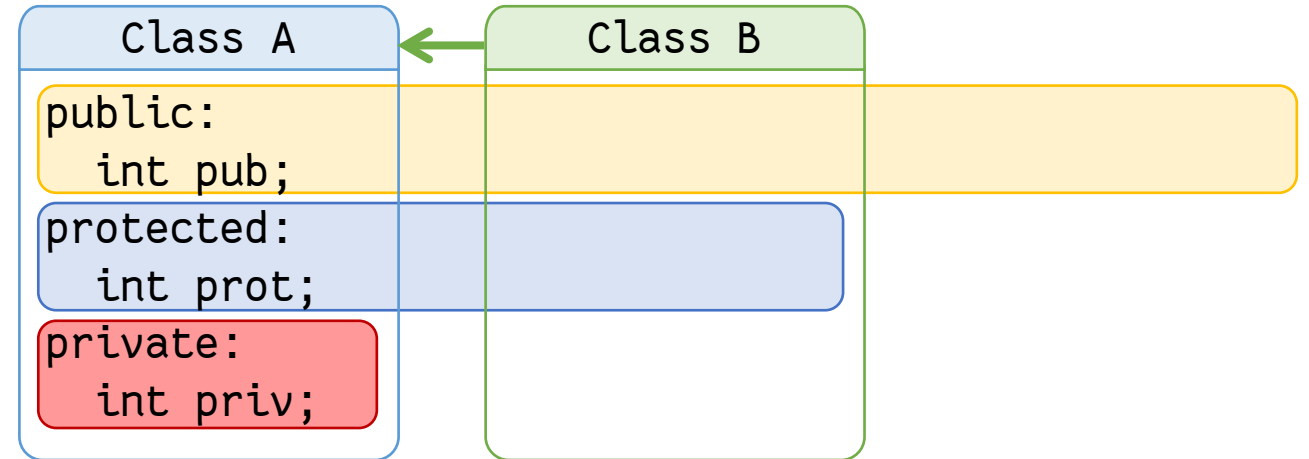 Class A
Class B
public:
int pub;
protected:
int prot;
private:
int priv;